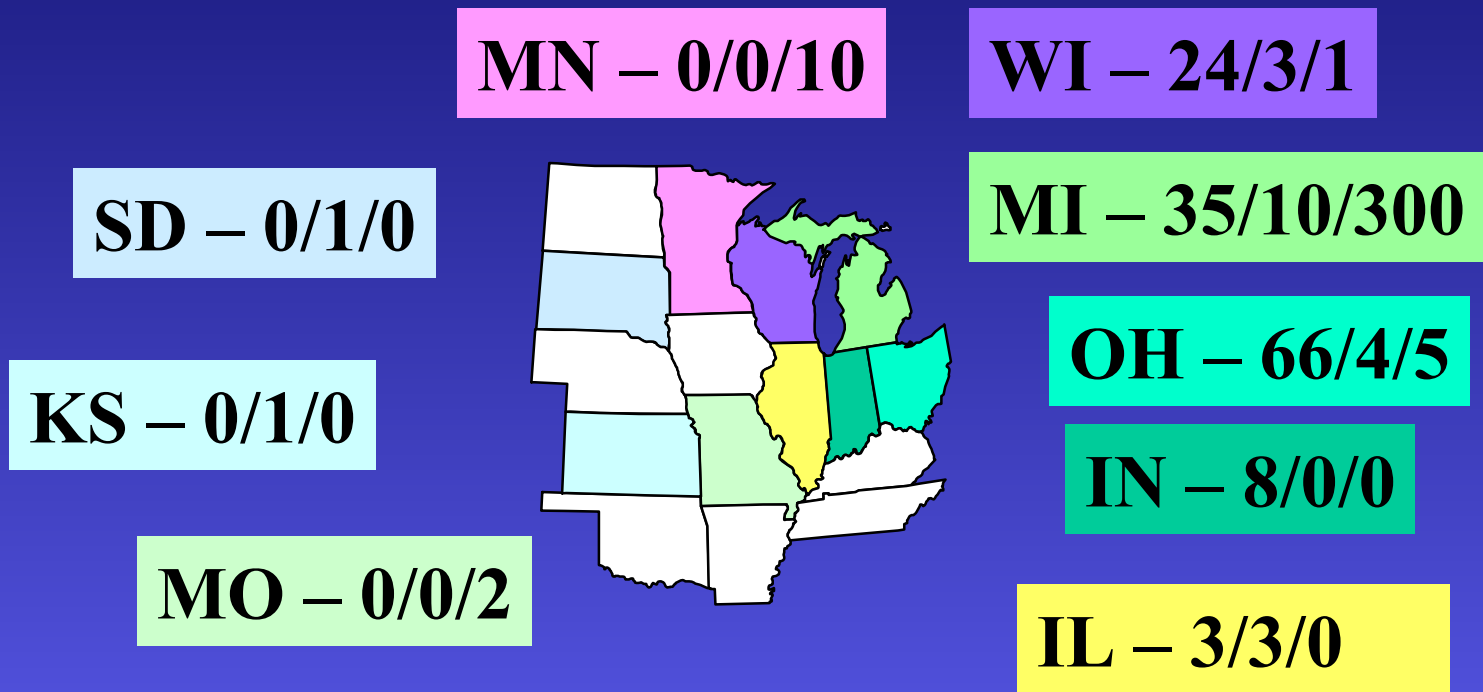 MN – 0/0/10
WI – 24/3/1
SD – 0/1/0
MI – 35/10/300
OH – 66/4/5
KS – 0/1/0
IN – 8/0/0
MO – 0/0/2
IL – 3/3/0